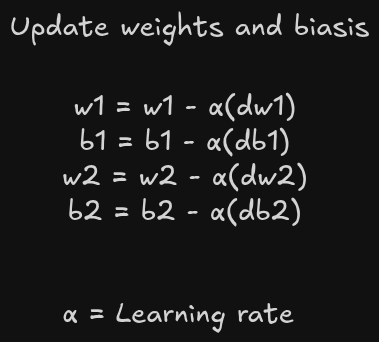 Update weights and biasis
w1 = w1 - α(dw1)
b1 = b1 - α(db1)
w2 = w2 - α(dw2)
b2 = b2 - α(db2)
α = Learning rate